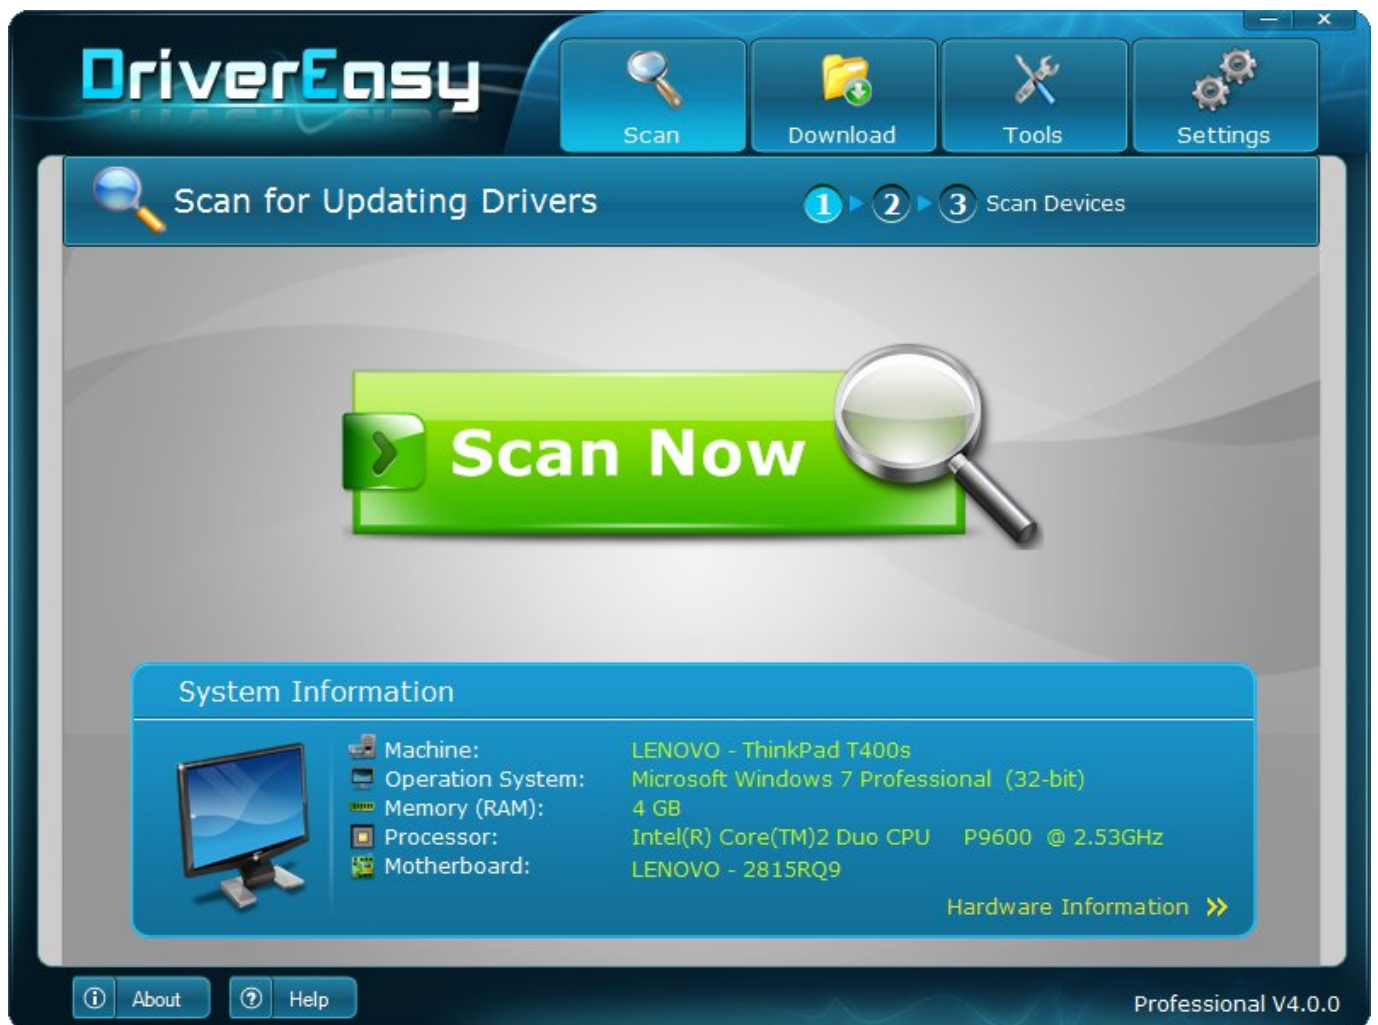 DriverEasy
Scan
Download
Tools
Settings
Scan for Updating Drivers
1 2 3 Scan Devices
Scan Now
System Information
Machine: LENOVO - ThinkPad T400s
Operation System: Microsoft Windows 7 Professional (32-bit)
Memory (RAM): 4 GB
Processor: Intel(R) Core(TM)2 Duo CPU P9600 @ 2.53GHz
Motherboard: LENOVO - 2815RQ9
Hardware Information
About
Help
Professional V4.0.0